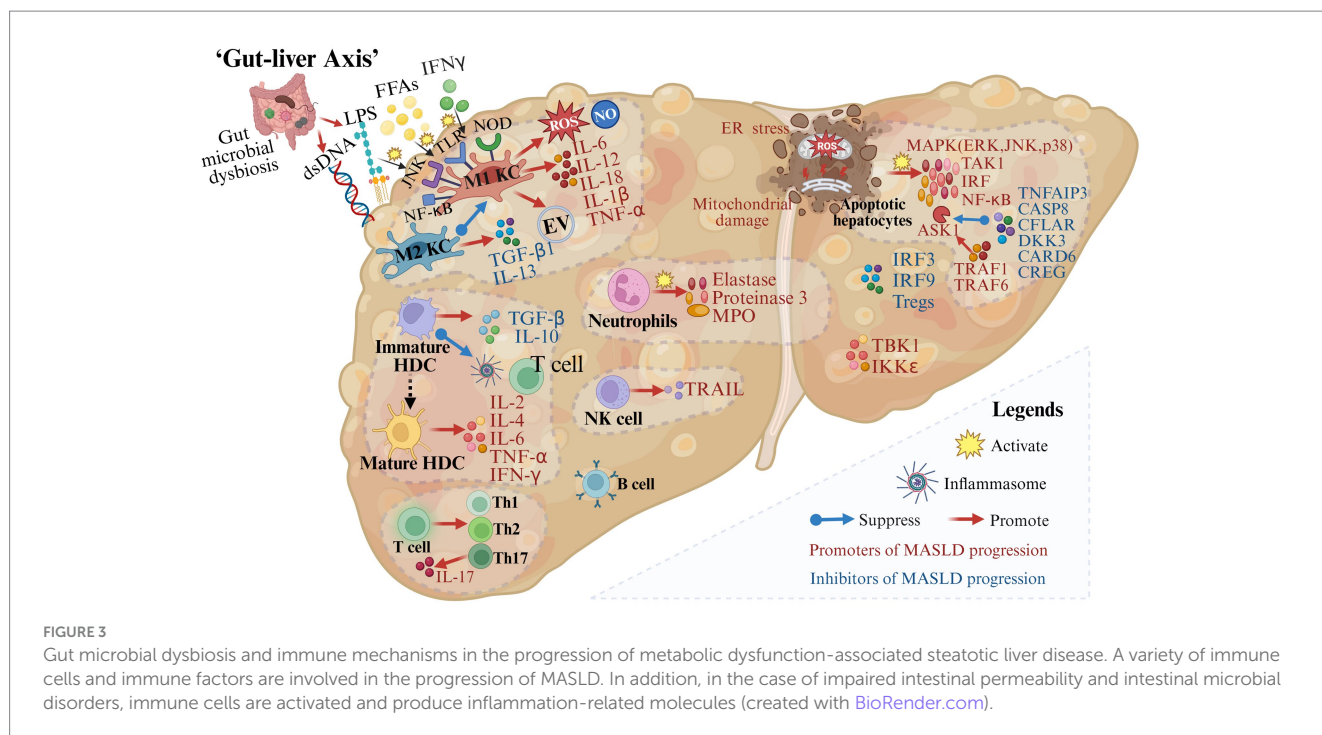 'Gut-liver Axis'
Gut
microbial
dysbiosis
LPS
dsDNA
FFAs
IFNγ
JNK
TLR
NOD
NF-κB
M1 KC
ROS
NO
IL-6
IL-12
IL-18
IL-1β
TNF-α
EV
M2 KC
TGF-β1
IL-13
Immature
HDC
TGF-β
IL-10
T cell
Mature HDC
IL-2
IL-4
IL-6
TNF-α
IFN-γ
T cell
Th1
Th2
Th17
IL-17
Neutrophils
Elastase
Proteinase 3
MPO
NK cell
TRAIL
B cell
ER stress
Mitochondrial
damage
ROS
Apoptotic
hepatocytes
MAPK(ERK,JNK,p38)
TAK1
IRF
NF-κB
ASK1
TRAF1
TRAF6
TNFAIP3
CASP8
CFLAR
DKK3
CARD6
CREG
IRF3
IRF9
Tregs
TBK1
IKKε
Legends
Activate
Inflammasome
Suppress
Promote
Promoters of MASLD progression
Inhibitors of MASLD progression
FIGURE 3
Gut microbial dysbiosis and immune mechanisms in the progression of metabolic dysfunction-associated steatotic liver disease. A variety of immune
cells and immune factors are involved in the progression of MASLD. In addition, in the case of impaired intestinal permeability and intestinal microbial
disorders, immune cells are activated and produce inflammation-related molecules (created with BioRender.com).